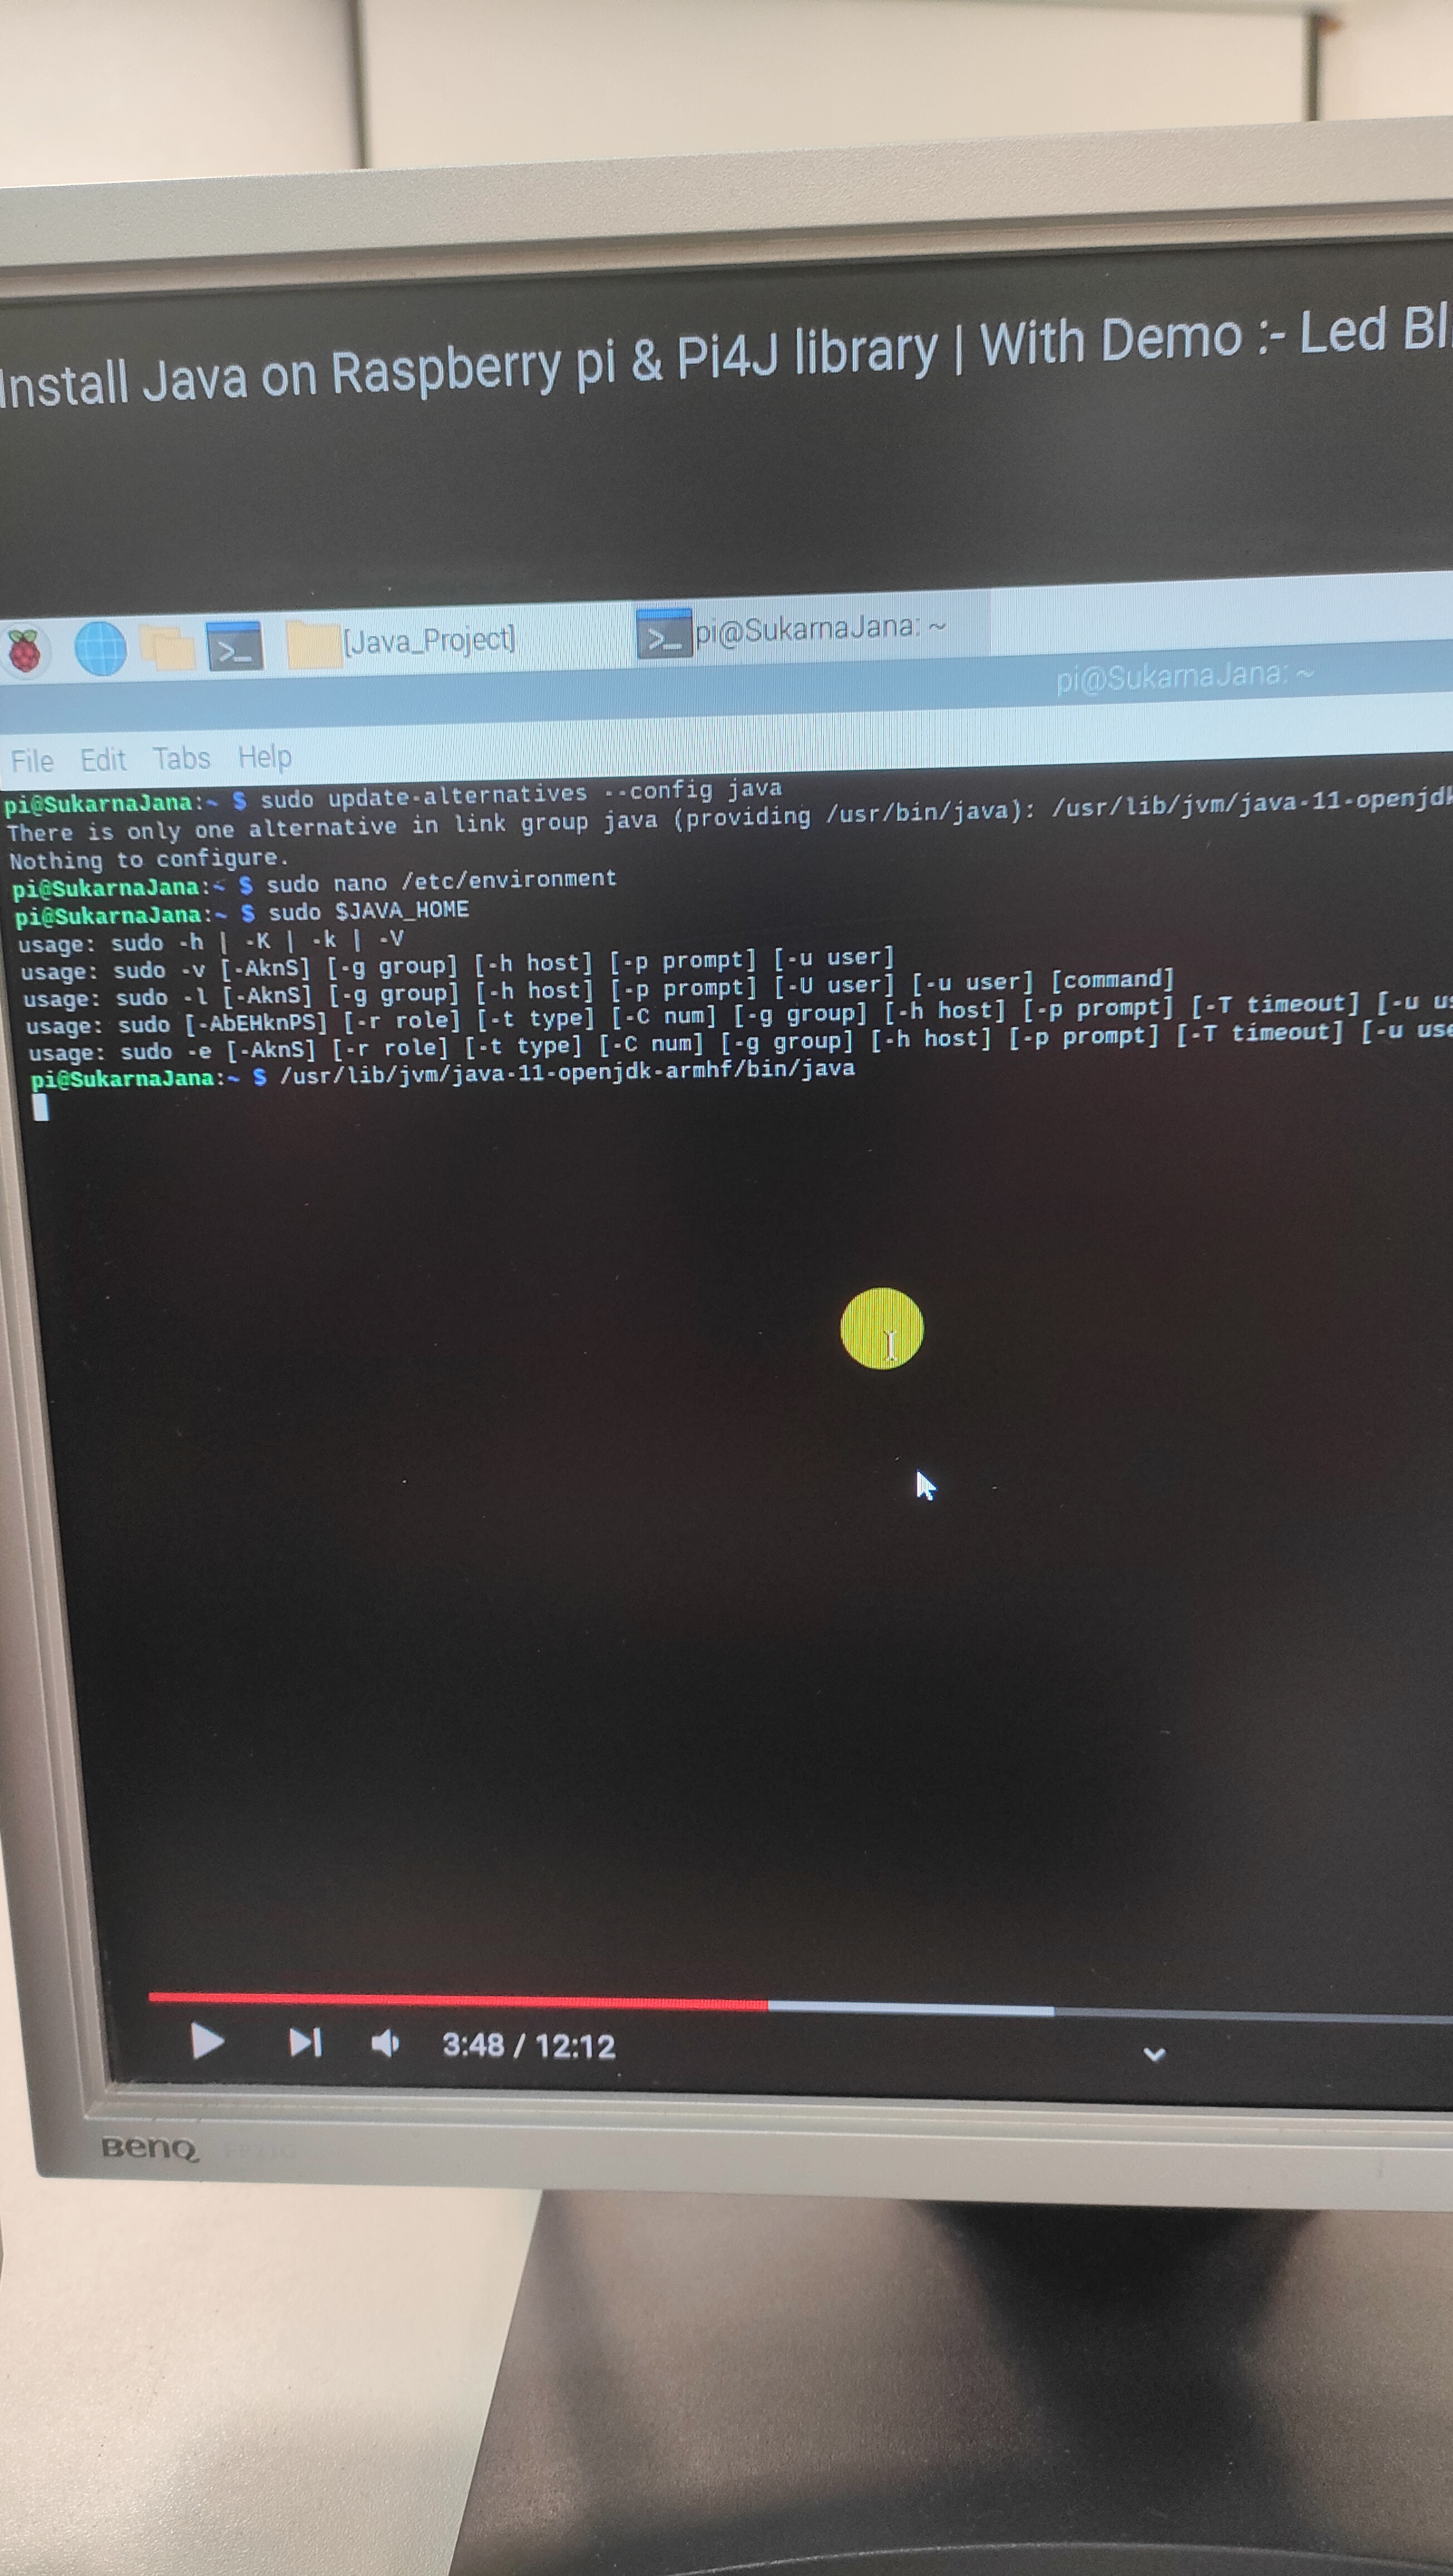 Install Java on Raspberry pi & Pi4J library | With Demo :- Led Bl
[Java_Project] pi@SukarnaJana: ~
pi@SukarnaJana: ~
File Edit Tabs Help
pi@SukarnaJana:~ $ sudo update-alternatives --config java
There is only one alternative in link group java (providing /usr/bin/java): /usr/lib/jvm/java-11-openjdk
Nothing to configure.
pi@SukarnaJana:~ $ sudo nano /etc/environment
pi@SukarnaJana:~ $ sudo $JAVA_HOME
usage: sudo -h | -K | -k | -V
usage: sudo -v [-AknS] [-g group] [-h host] [-p prompt] [-u user]
usage: sudo -l [-AknS] [-g group] [-h host] [-p prompt] [-U user] [-u user] [command]
usage: sudo [-AbEHknPS] [-r role] [-t type] [-C num] [-g group] [-h host] [-p prompt] [-T timeout] [-u us
usage: sudo -e [-AknS] [-r role] [-t type] [-C num] [-g group] [-h host] [-p prompt] [-T timeout] [-u use
pi@SukarnaJana:~ $ /usr/lib/jvm/java-11-openjdk-armhf/bin/java
3:48 / 12:12
BenQ